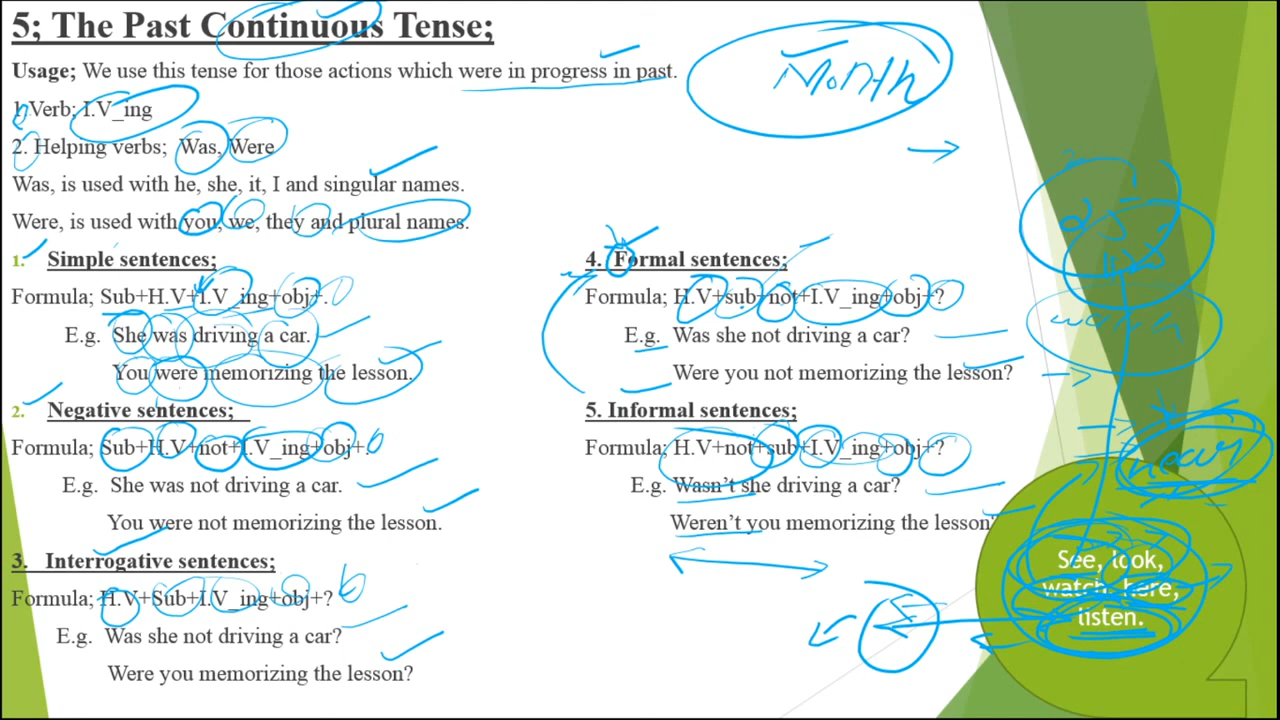 5; The Past Continuous Tense;
Usage; We use this tense for those actions which were in progress in past.
1.Verb; I.V_ing
2. Helping verbs; Was, Were
Was, is used with he, she, it, I and singular names.
Were, is used with you, we, they and plural names.
1. Simple sentences;
Formula; Sub+H.V+I.V_ing+obj+.
E.g. She was driving a car.
You were memorizing the lesson.
2. Negative sentences;
Formula; Sub+H.V+not+I.V_ing+obj+.
E.g. She was not driving a car.
You were not memorizing the lesson.
3. Interrogative sentences;
Formula; H.V+Sub+I.V_ing+obj+?
E.g. Was she not driving a car?
Were you memorizing the lesson?
Month
4. Formal sentences;
Formula; H.V+sub+not+I.V_ing+obj+?
E.g. Was she not driving a car?
Were you not memorizing the lesson?
5. Informal sentences;
Formula; H.V+not+sub+I.V_ing+obj+?
E.g. Wasn't she driving a car?
Weren't you memorizing the lesson
25
hear
See, look,
watch, here,
listen.